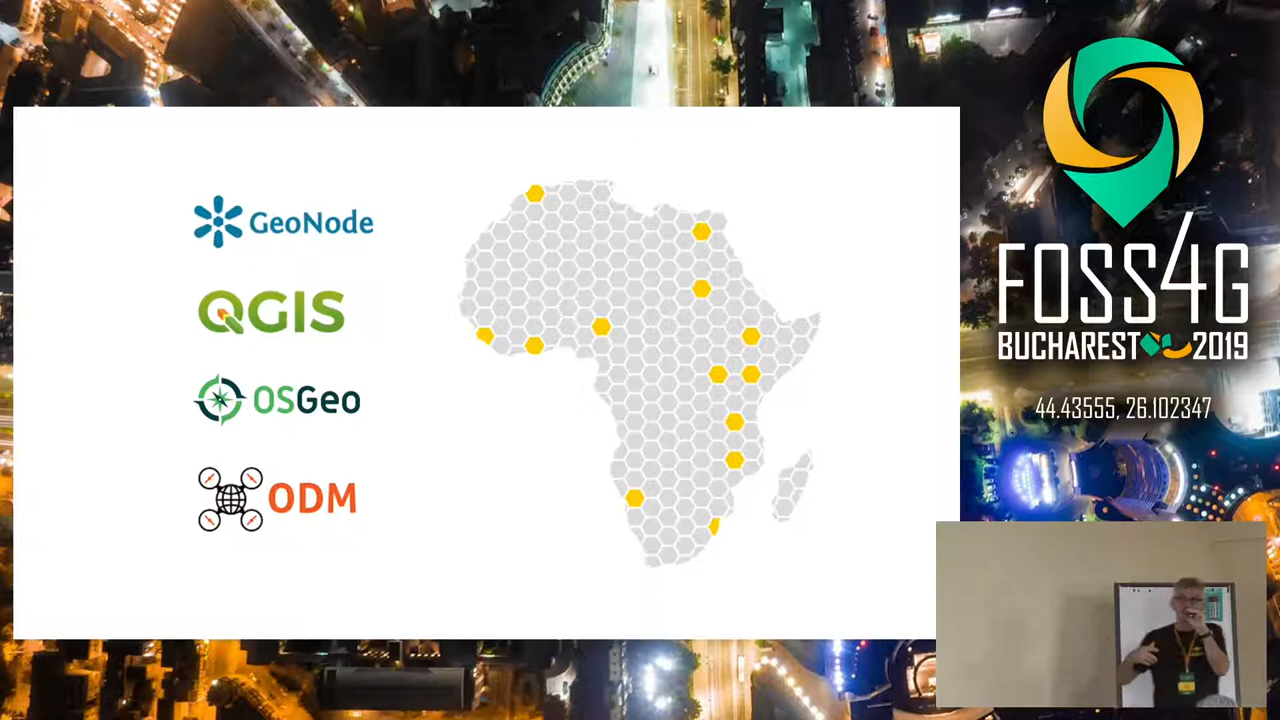 GeoNode
QGIS
OSGeo
ODM
FOSS4G
BUCHAREST 2019
44.43555, 26.102347